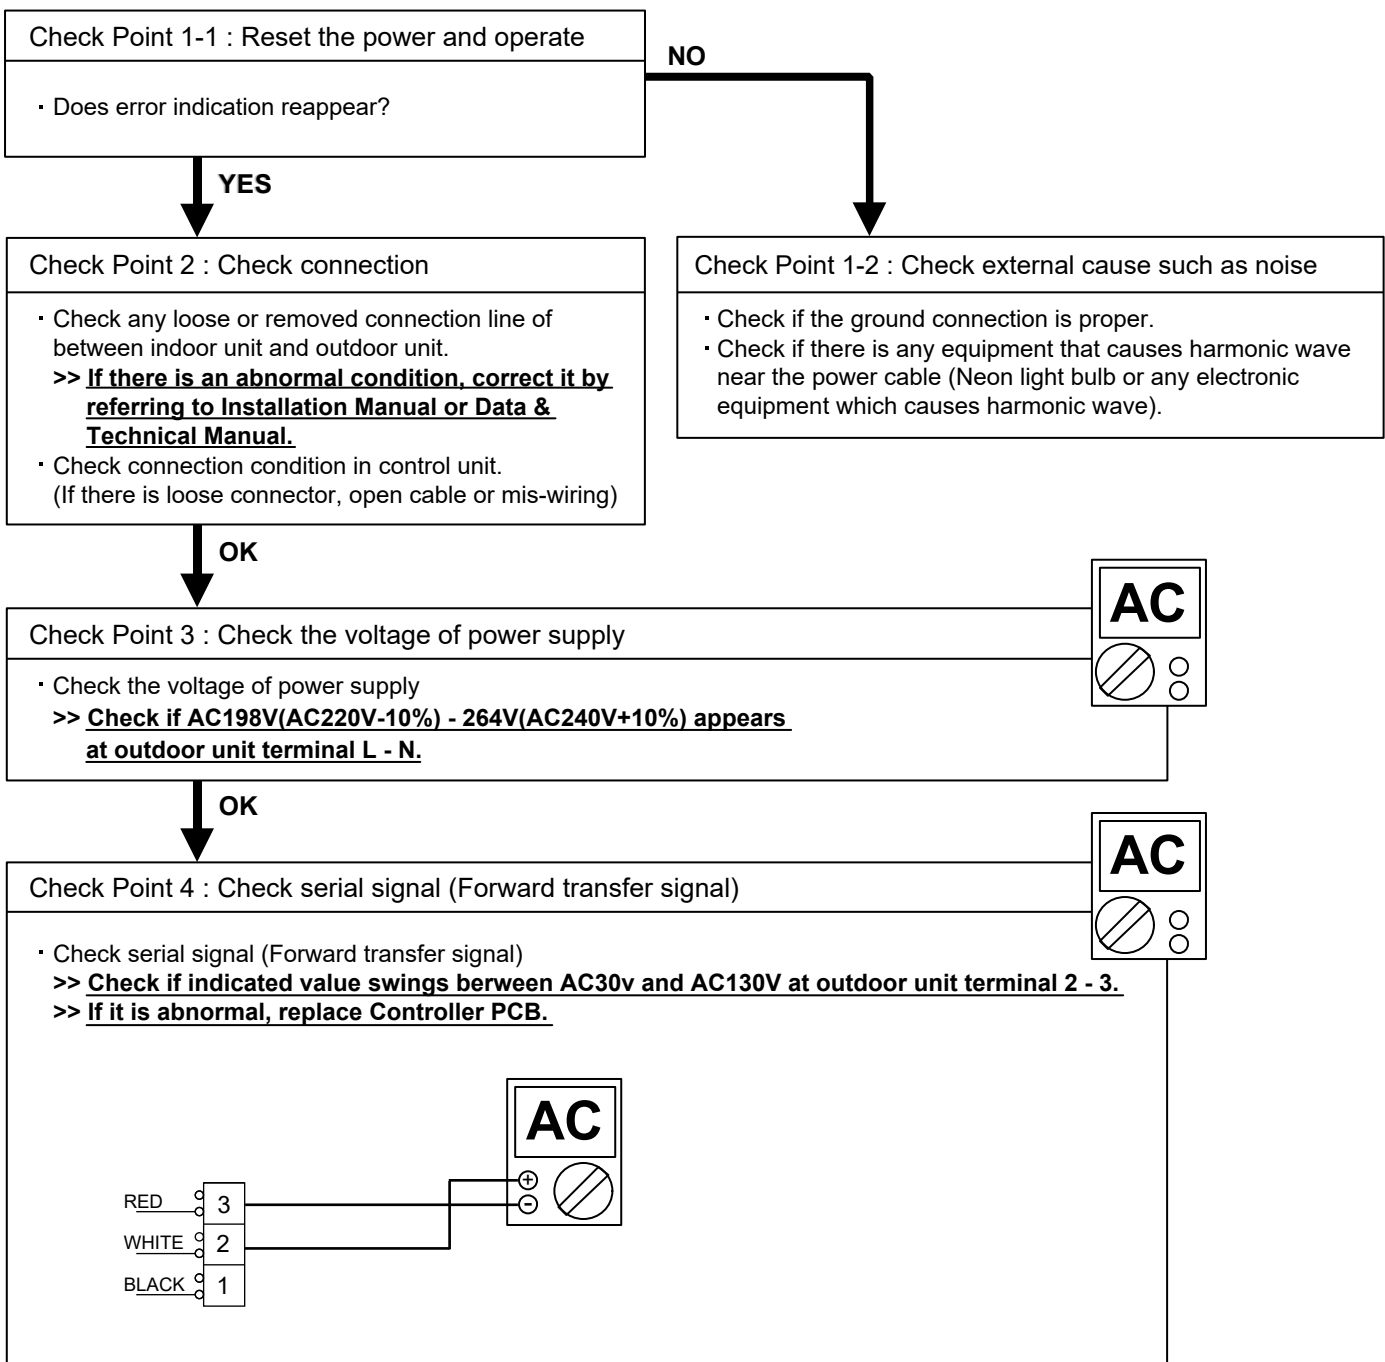 Check Point 1-1 : Reset the power and operate
· Does error indication reappear?
NO
YES
Check Point 2 : Check connection
· Check any loose or removed connection line of
between indoor unit and outdoor unit.
>> If there is an abnormal condition, correct it by
referring to Installation Manual or Data &
Technical Manual.
· Check connection condition in control unit.
(If there is loose connector, open cable or mis-wiring)
Check Point 1-2 : Check external cause such as noise
· Check if the ground connection is proper.
· Check if there is any equipment that causes harmonic wave
near the power cable (Neon light bulb or any electronic
equipment which causes harmonic wave).
OK
AC
Check Point 3 : Check the voltage of power supply
· Check the voltage of power supply
>> Check if AC198V(AC220V-10%) - 264V(AC240V+10%) appears
at outdoor unit terminal L - N.
OK
AC
Check Point 4 : Check serial signal (Forward transfer signal)
· Check serial signal (Forward transfer signal)
>> Check if indicated value swings berween AC30v and AC130V at outdoor unit terminal 2 - 3.
>> If it is abnormal, replace Controller PCB.
AC
+
-
RED 3
WHITE 2
BLACK 1